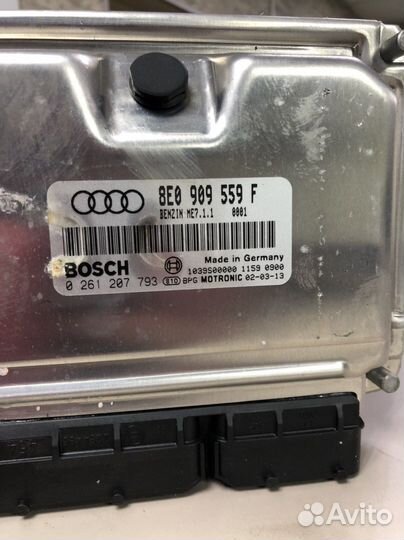 8E0 909 559 F
BENZIN ME7.1.1 0001
BOSCH
Made in Germany
1039S00000 1159 0900
0 261 207 793 E10 BPG MOTRONIC 02-03-13
Avito